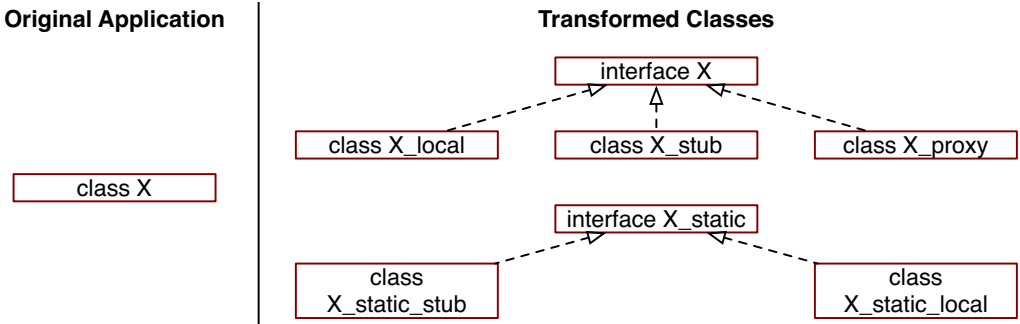 Original Application
Transformed Classes
interface X
class X_local
class X_stub
class X_proxy
class X
interface X_static
class
X_static_stub
class
X_static_local